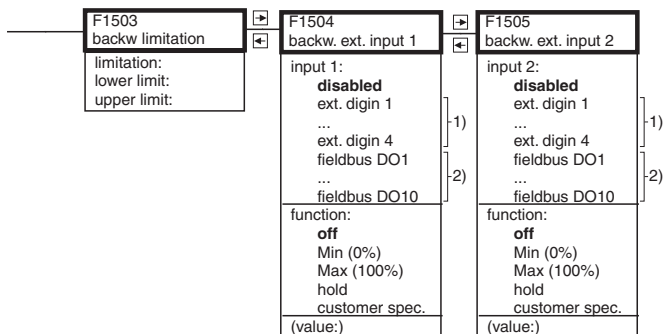 F1503
backw limitation
limitation:
lower limit:
upper limit:
F1504
backw. ext. input 1
input 1:
disabled
ext. digin 1
...
ext. digin 4
1)
fieldbus DO1
...
fieldbus DO10
2)
function:
off
Min (0%)
Max (100%)
hold
customer spec.
(value:)
F1505
backw. ext. input 2
input 2:
disabled
ext. digin 1
...
ext. digin 4
1)
fieldbus DO1
...
fieldbus DO10
2)
function:
off
Min (0%)
Max (100%)
hold
customer spec.
(value:)